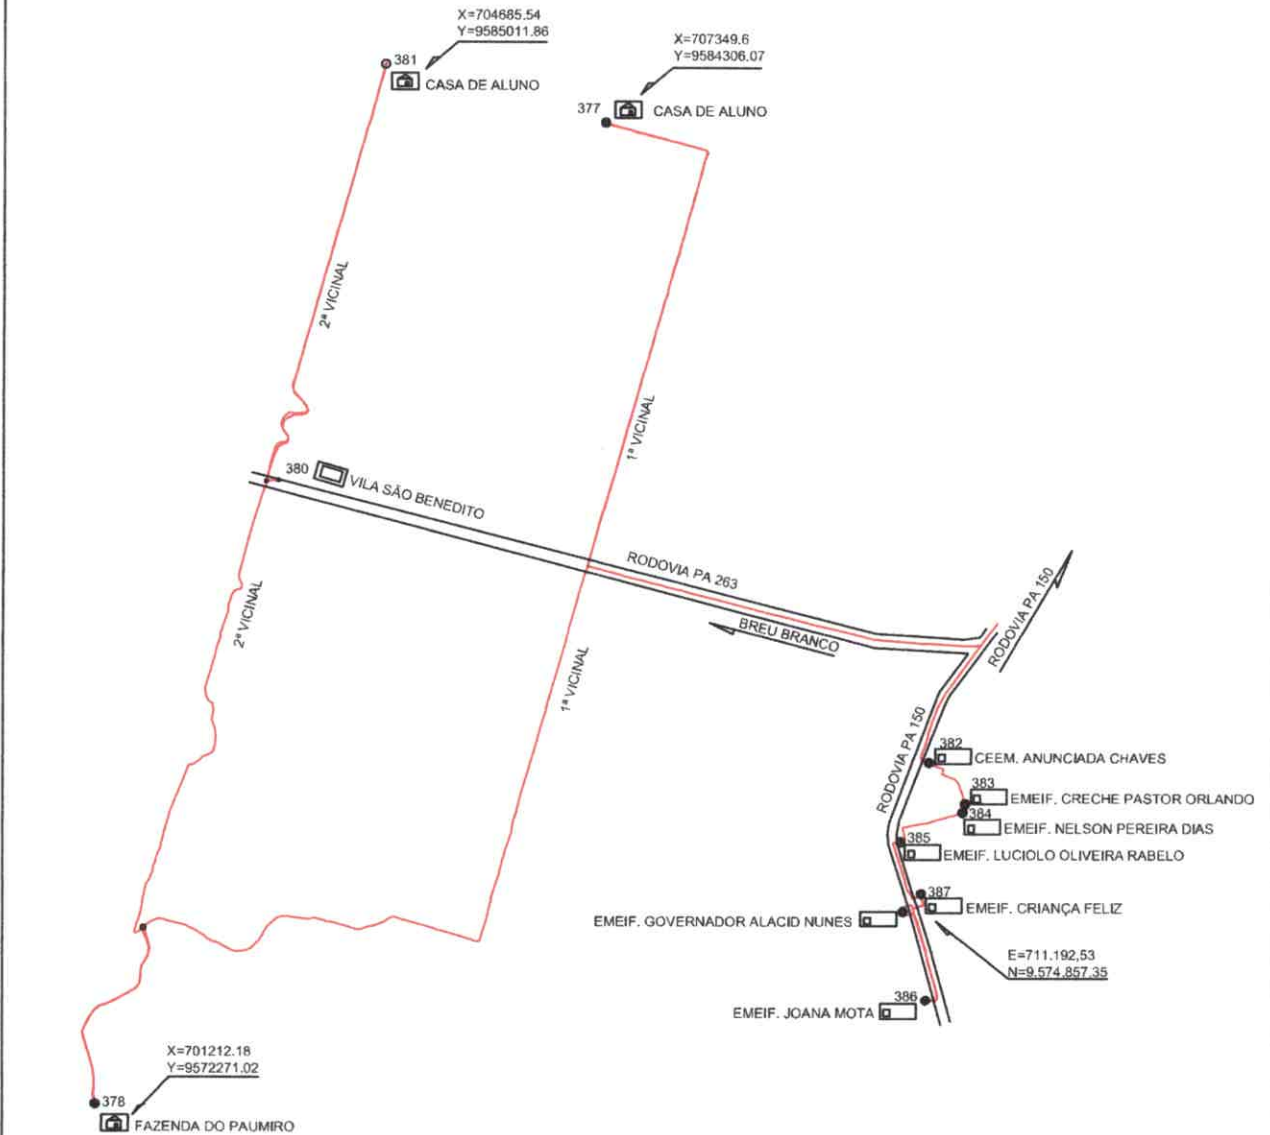 X=704685.54
Y=9585011.86
381
CASA DE ALUNO
X=707349.6
Y=9584306.07
377
CASA DE ALUNO
2ª VICINAL
1ª VICINAL
380
VILA SÃO BENEDITO
RODOVIA PA 263
BREU BRANCO
RODOVIA PA 150
2ª VICINAL
1ª VICINAL
RODOVIA PA 150
382
CEEM. ANUNCIADA CHAVES
383
EMEIF. CRECHE PASTOR ORLANDO
384
EMEIF. NELSON PEREIRA DIAS
385
EMEIF. LUCIOLO OLIVEIRA RABELO
387
EMEIF. CRIANÇA FELIZ
EMEIF. GOVERNADOR ALACID NUNES
E=711.192,53
N=9.574.857.35
386
EMEIF. JOANA MOTA
X=701212.18
Y=9572271.02
378
FAZENDA DO PAUMIRO